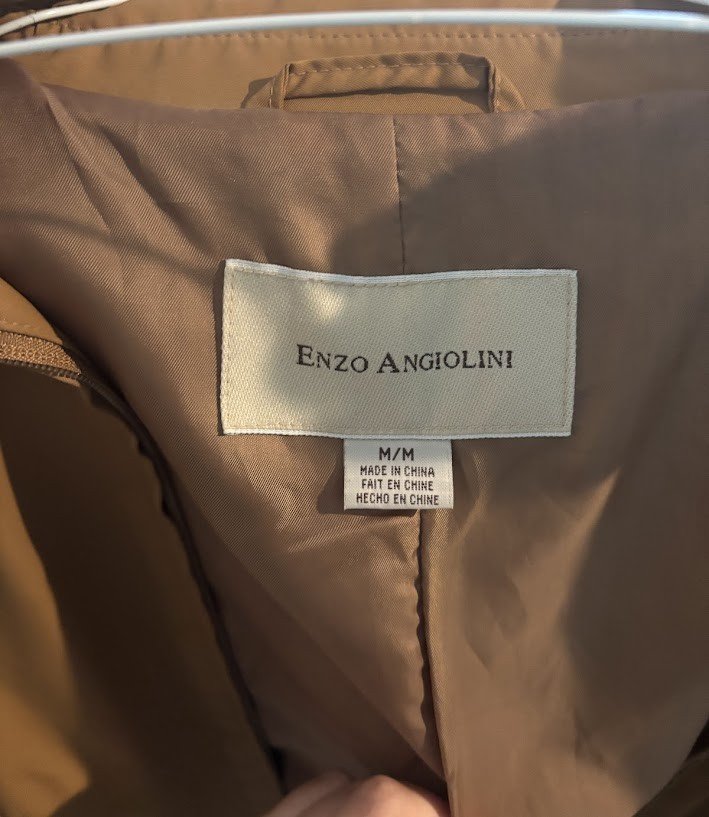 ENZO ANGIOLINI
M/M
MADE IN CHINA
FAIT EN CHINE
HECHO EN CHINE